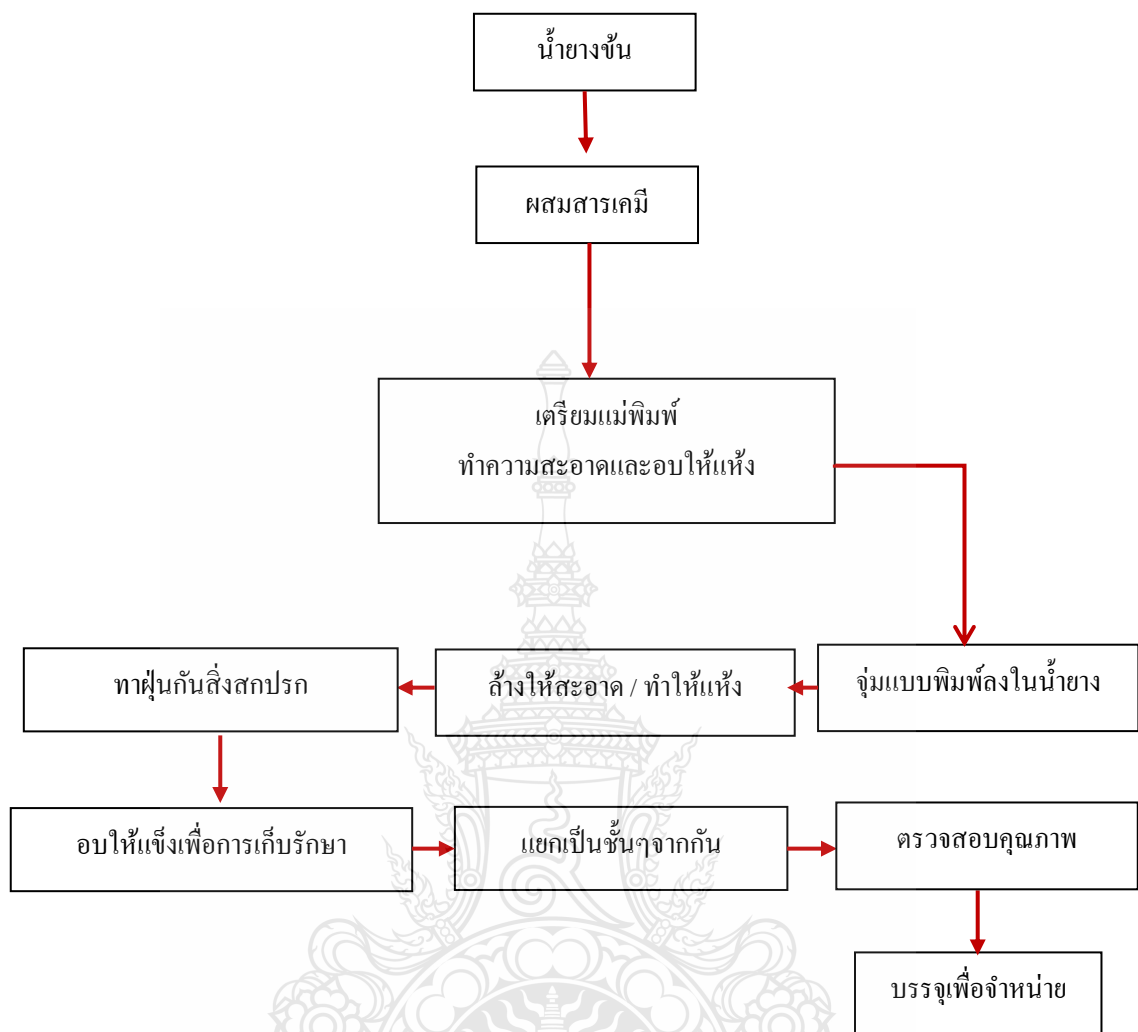 น้ำยางข้น
ผสมสารเคมี
เตรียมแม่พิมพ์
ทำความสะอาดและอบให้แห้ง
จุ่มแบบพิมพ์ลงในน้ำยาง
ล้างให้สะอาด / ทำให้แห้ง
ทาฝุ่นกันสิ่งสกปรก
อบให้แข็งเพื่อการเก็บรักษา
แยกเป็นชั้นๆจากกัน
ตรวจสอบคุณภาพ
บรรจุเพื่อจำหน่าย